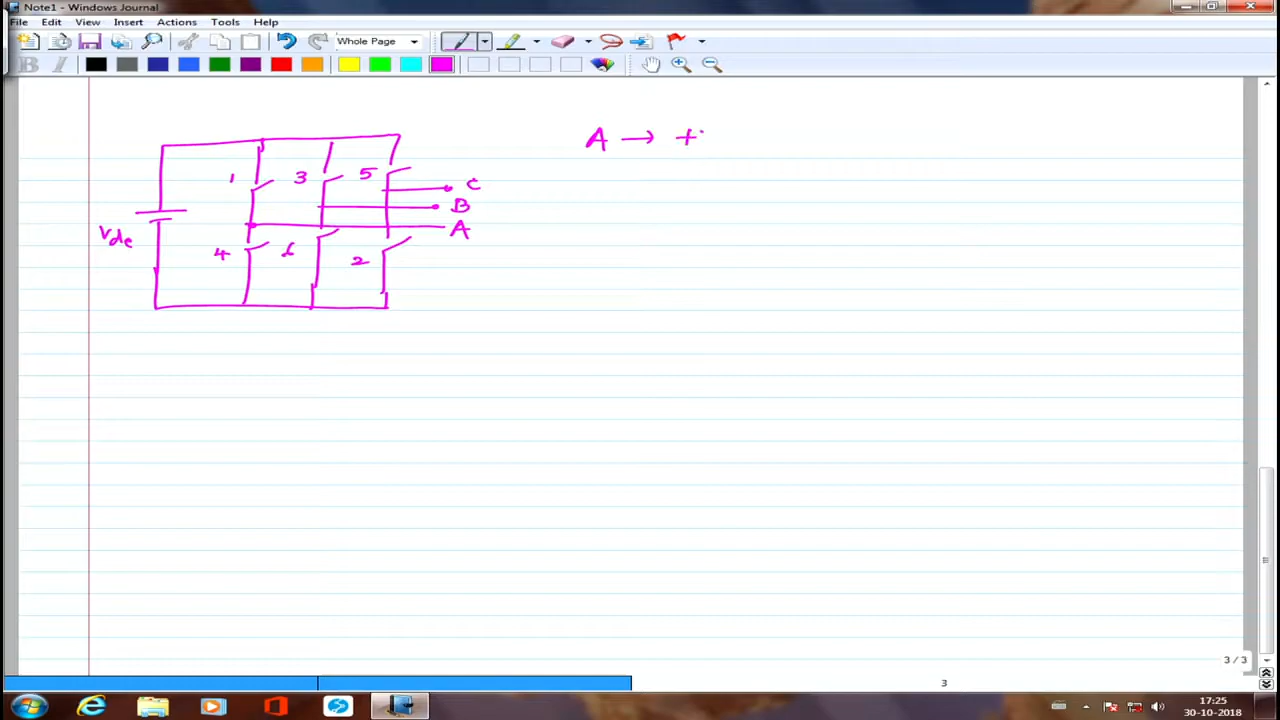 Note1 - Windows Journal
File Edit View Insert Actions Tools Help
Whole Page
B I
A → +
1 3 5
C
B
A
Vdc
4 6 2
3 / 3
3
17:25
30-10-2018